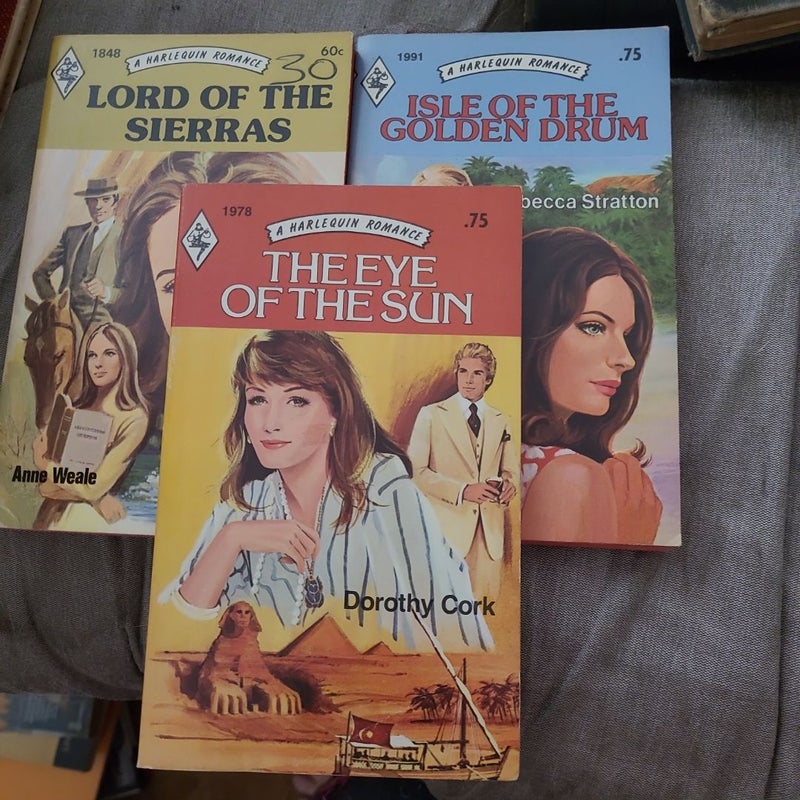 1848
A HARLEQUIN ROMANCE
60c
30
LORD OF THE
SIERRAS
Anne Weale
1991
A HARLEQUIN ROMANCE
.75
ISLE OF THE
GOLDEN DRUM
becca Stratton
1978
A HARLEQUIN ROMANCE
.75
THE EYE
OF THE SUN
Dorothy Cork